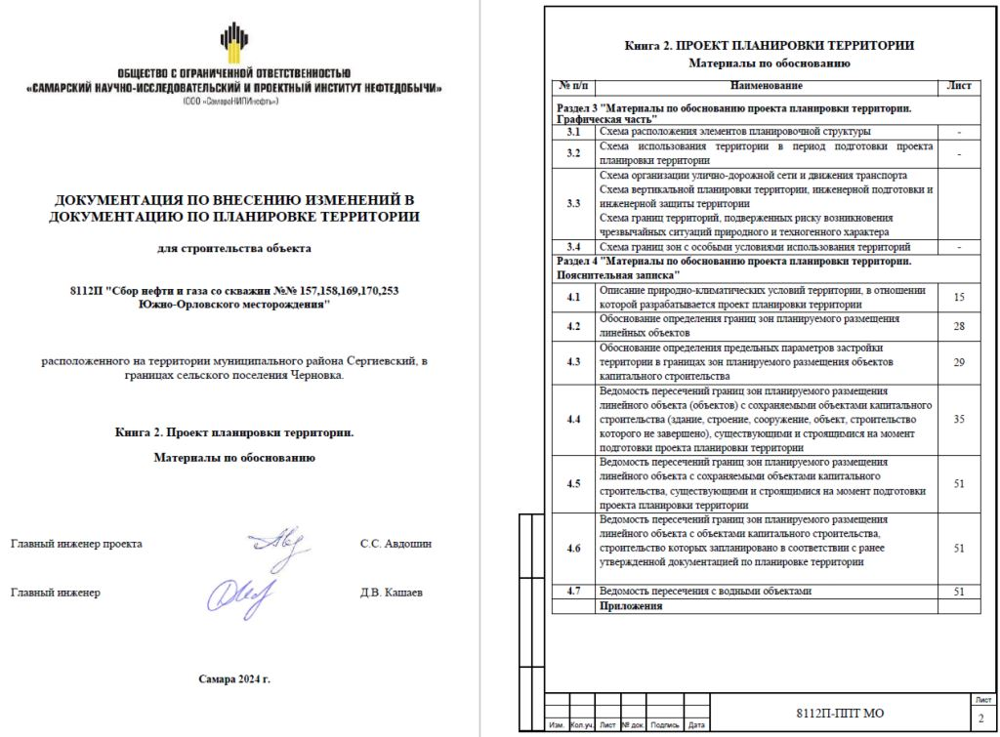 ОБЩЕСТВО С ОГРАНИЧЕННОЙ ОТВЕТСТВЕННОСТЬЮ
«САМАРСКИЙ НАУЧНО-ИССЛЕДОВАТЕЛЬСКИЙ И ПРОЕКТНЫЙ ИНСТИТУТ НЕФТЕДОБЫЧИ»
(ООО «СамараНИПИнефть»)
ДОКУМЕНТАЦИЯ ПО ВНЕСЕНИЮ ИЗМЕНЕНИЙ В
ДОКУМЕНТАЦИЮ ПО ПЛАНИРОВКЕ ТЕРРИТОРИИ
для строительства объекта
8112П "Сбор нефти и газа со скважин №№ 157,158,169,170,253
Южно-Орловского месторождения"
расположенного на территории муниципального района Сергиевский, в
границах сельского поселения Черновка.
Книга 2. Проект планировки территории.
Материалы по обоснованию
Главный инженер проекта С.С. Авдошин
Главный инженер Д.В. Кашаев
Самара 2024 г.
Книга 2. ПРОЕКТ ПЛАНИРОВКИ ТЕРРИТОРИИ
Материалы по обоснованию
№ п/п Наименование Лист
Раздел 3 "Материалы по обоснованию проекта планировки территории.
Графическая часть"
3.1 Схема расположения элементов планировочной структуры -
3.2 Схема использования территории в период подготовки проекта
планировки территории -
3.3 Схема организации улично-дорожной сети и движения транспорта
Схема вертикальной планировки территории, инженерной подготовки и
инженерной защиты территории
Схема границ территорий, подверженных риску возникновения
чрезвычайных ситуаций природного и техногенного характера
3.4 Схема границ зон с особыми условиями использования территорий -
Раздел 4 "Материалы по обоснованию проекта планировки территории.
Пояснительная записка"
4.1 Описание природно-климатических условий территории, в отношении
которой разрабатывается проект планировки территории 15
4.2 Обоснование определения границ зон планируемого размещения
линейных объектов 28
4.3 Обоснование определения предельных параметров застройки
территории в границах зон планируемого размещения объектов
капитального строительства 29
4.4 Ведомость пересечений границ зон планируемого размещения
линейного объекта (объектов) с сохраняемыми объектами капитального
строительства (здание, строение, сооружение, объект, строительство
которого не завершено), существующими и строящимися на момент
подготовки проекта планировки территории 35
4.5 Ведомость пересечений границ зон планируемого размещения
линейного объекта с сохраняемыми объектами капитального
строительства, существующими и строящимися на момент подготовки
проекта планировки территории 51
4.6 Ведомость пересечений границ зон планируемого размещения
линейного объекта с объектами капитального строительства,
строительство которых запланировано в соответствии с ранее
утвержденной документацией по планировке территории 51
4.7 Ведомость пересечения с водными объектами 51
Приложения
8112П-ППТ МО
Лист
2
Изм. Кол.уч. Лист № док. Подпись Дата